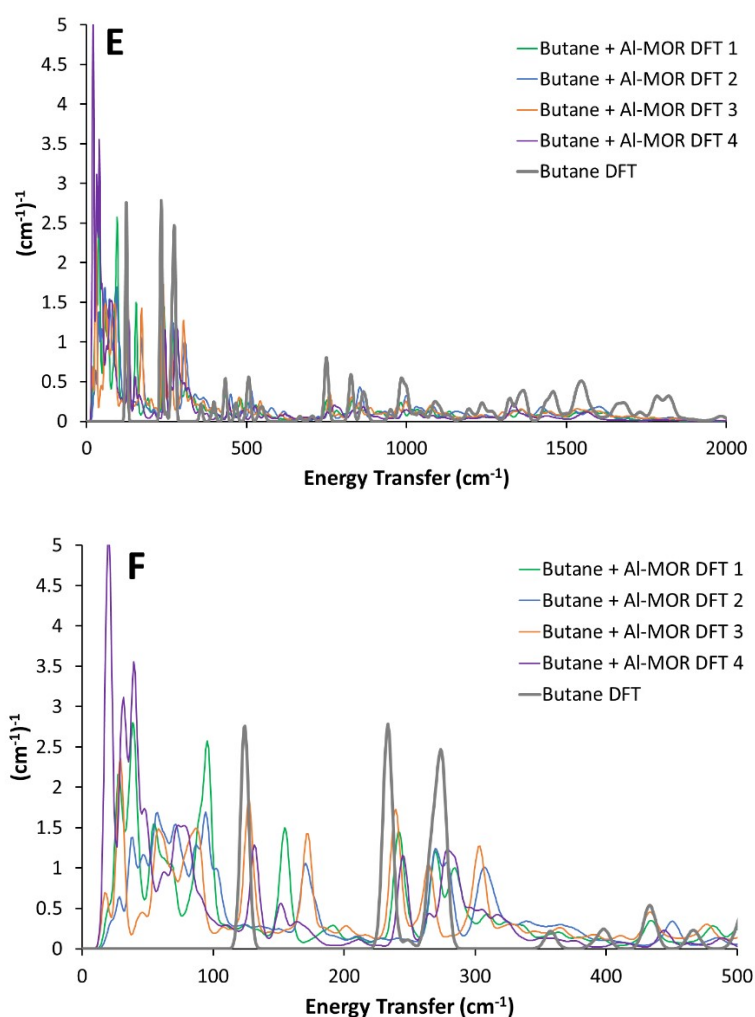 E
5
4.5
4
3.5
3
2.5
2
1.5
1
0.5
0
(cm-1)-1
Butane + Al-MOR DFT 1
Butane + Al-MOR DFT 2
Butane + Al-MOR DFT 3
Butane + Al-MOR DFT 4
Butane DFT
0 500 1000 1500 2000
Energy Transfer (cm-1)
F
5
4.5
4
3.5
3
2.5
2
1.5
1
0.5
0
(cm-1)-1
Butane + Al-MOR DFT 1
Butane + Al-MOR DFT 2
Butane + Al-MOR DFT 3
Butane + Al-MOR DFT 4
Butane DFT
0 100 200 300 400 500
Energy Transfer (cm-1)